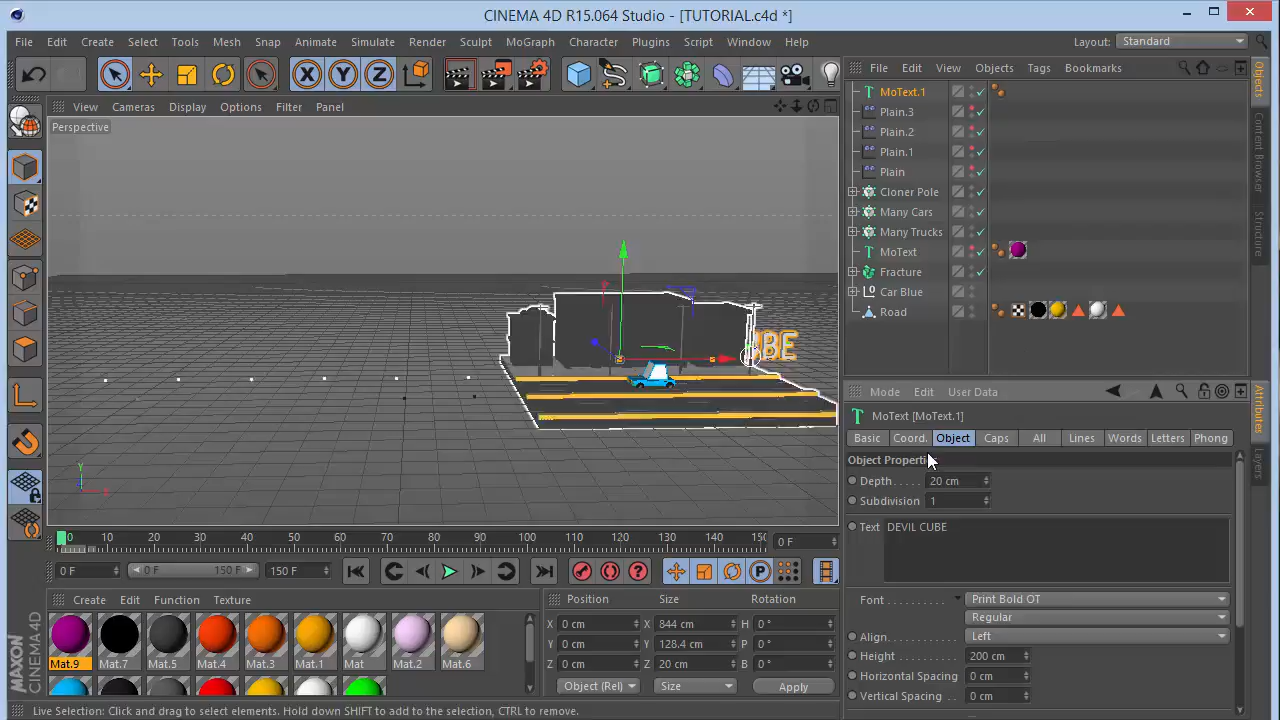 CINEMA 4D R15.064 Studio - [TUTORIAL.c4d *]
File Edit Create Select Tools Mesh Snap Animate Simulate Render Sculpt MoGraph Character Plugins Script Window Help
Layout: Standard
X Y Z
File Edit View Objects Tags Bookmarks
View Cameras Display Options Filter Panel
Perspective
MoText.1
Plain.3
Plain.2
Plain.1
Plain
Cloner Pole
Many Cars
Many Trucks
MoText
Fracture
Car Blue
Road
Objects
Content Browser
Structure
Attributes
Layers
UBE
Y
X
Mode Edit User Data
MoText [MoText.1]
Basic Coord. Object Caps All Lines Words Letters Phong
Object Properti
Depth 20 cm
Subdivision 1
Text DEVIL CUBE
Font Print Bold OT
Regular
Align Left
Height 200 cm
Horizontal Spacing 0 cm
Vertical Spacing 0 cm
0 10 20 30 40 50 60 70 80 90 100 110 120 130 140 150
0 F
0 F 0 F 150 F 150 F
P
Create Edit Function Texture
Mat.9 Mat.7 Mat.5 Mat.4 Mat.3 Mat.1 Mat Mat.2 Mat.6
Position Size Rotation
X 0 cm X 844 cm H 0 °
Y 0 cm Y 128.4 cm P 0 °
Z 0 cm Z 20 cm B 0 °
Object (Rel) Size Apply
MAXON
CINEMA 4D
Live Selection: Click and drag to select elements. Hold down SHIFT to add to the selection, CTRL to remove.